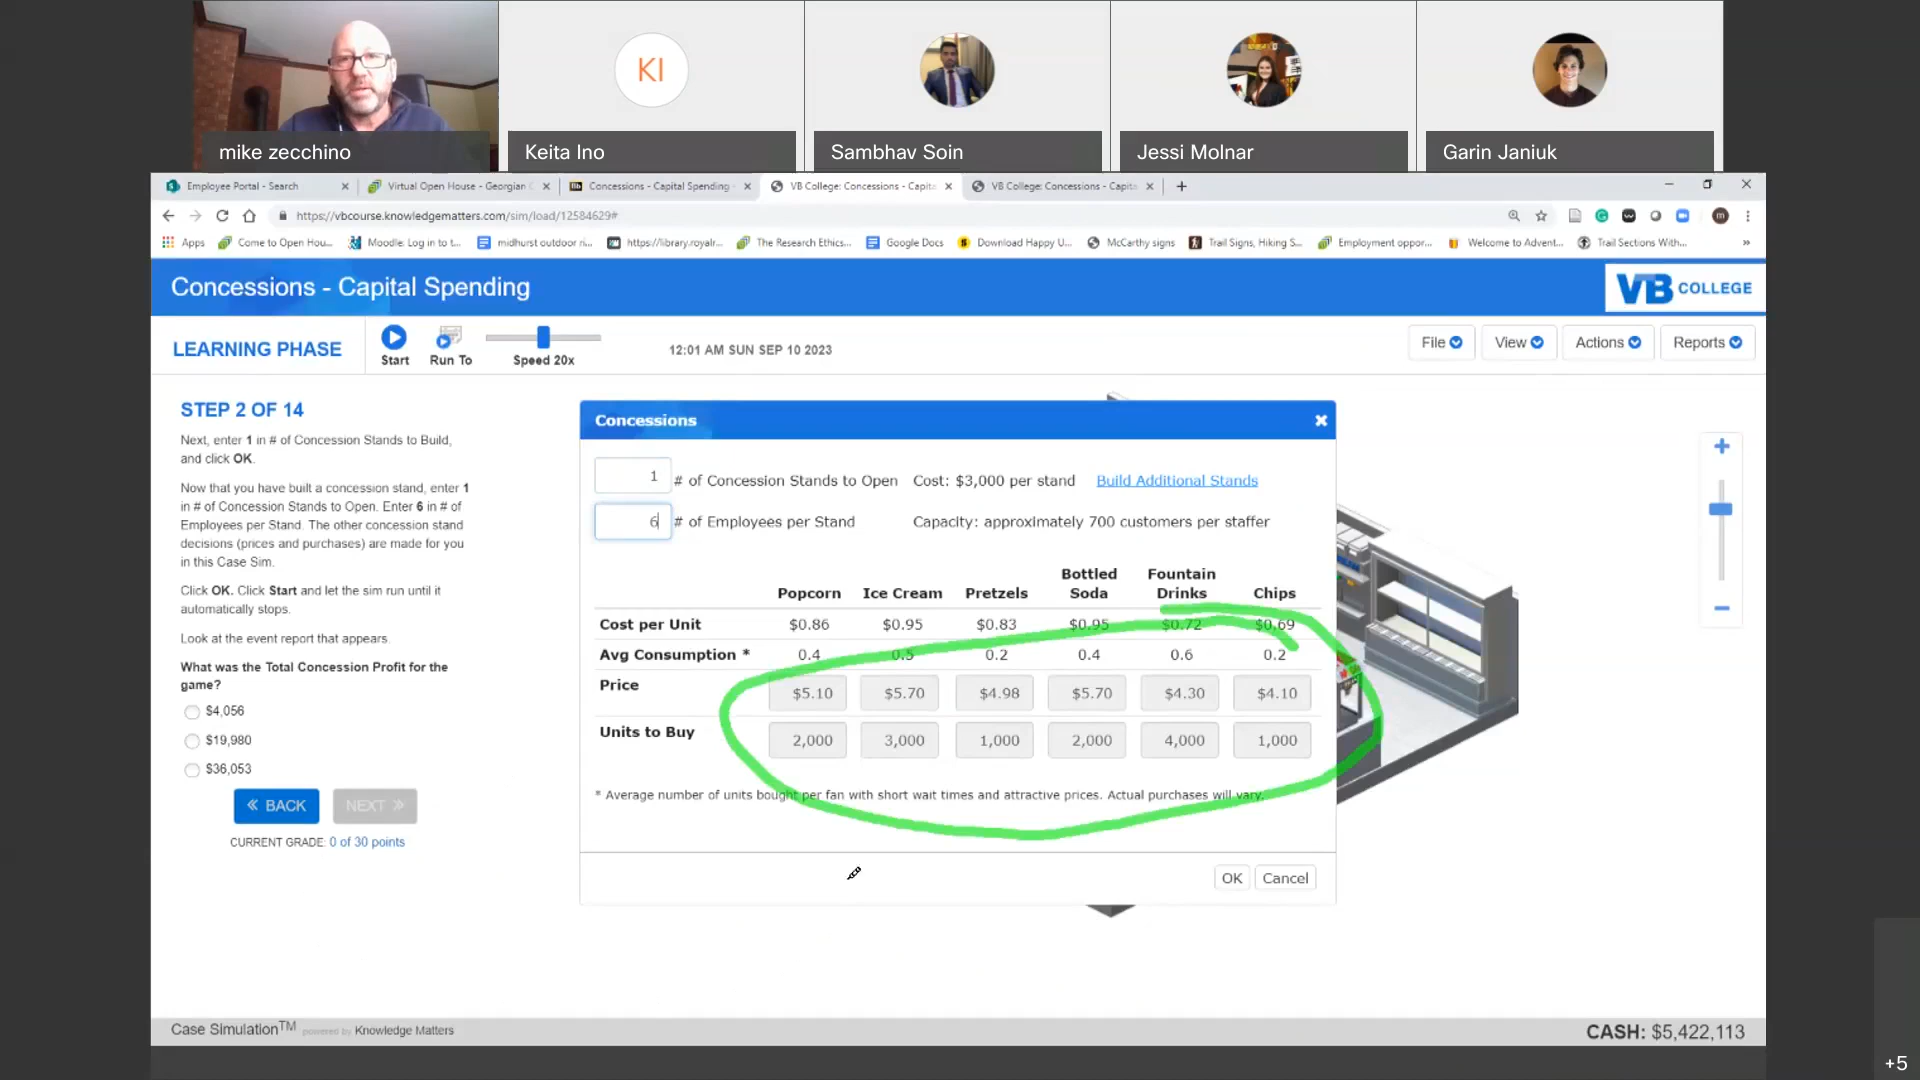 KI
mike zecchino
Keita Ino
Sambhav Soin
Jessi Molnar
Garin Janiuk
Employee Portal - Search
Virtual Open House - Georgian
Concessions - Capital Spending
VB College: Concessions - Capita
VB College: Concessions - Capita
https://vbcourse.knowledgematters.com/sim/load/12584629#
Apps
Come to Open Hou...
Moodle: Log in to t...
midhurst outdoor ri...
https://library.royalr...
The Research Ethics...
Google Docs
Download Happy U...
McCarthy signs
Trail Signs, Hiking S...
Employment oppor...
Welcome to Advent...
Trail Sections With...
»
Concessions - Capital Spending
VB COLLEGE
LEARNING PHASE
Start
Run To
Speed 20x
12:01 AM SUN SEP 10 2023
File
View
Actions
Reports
STEP 2 OF 14
Next, enter 1 in # of Concession Stands to Build,
and click OK.
Now that you have built a concession stand, enter 1
in # of Concession Stands to Open. Enter 6 in # of
Employees per Stand. The other concession stand
decisions (prices and purchases) are made for you
in this Case Sim.
Click OK. Click Start and let the sim run until it
automatically stops.
Look at the event report that appears.
What was the Total Concession Profit for the
game?
$4,056
$19,980
$36,053
« BACK
NEXT »
CURRENT GRADE: 0 of 30 points
Concessions
1 # of Concession Stands to Open Cost: $3,000 per stand Build Additional Stands
6 # of Employees per Stand Capacity: approximately 700 customers per staffer
Popcorn Ice Cream Pretzels Bottled Soda Fountain Drinks Chips
Cost per Unit $0.86 $0.95 $0.83 $0.95 $0.72 $0.69
Avg Consumption * 0.4 0.5 0.2 0.4 0.6 0.2
Price $5.10 $5.70 $4.98 $5.70 $4.30 $4.10
Units to Buy 2,000 3,000 1,000 2,000 4,000 1,000
* Average number of units bought per fan with short wait times and attractive prices. Actual purchases will vary.
OK
Cancel
Case Simulation™ powered by Knowledge Matters
CASH: $5,422,113
+5